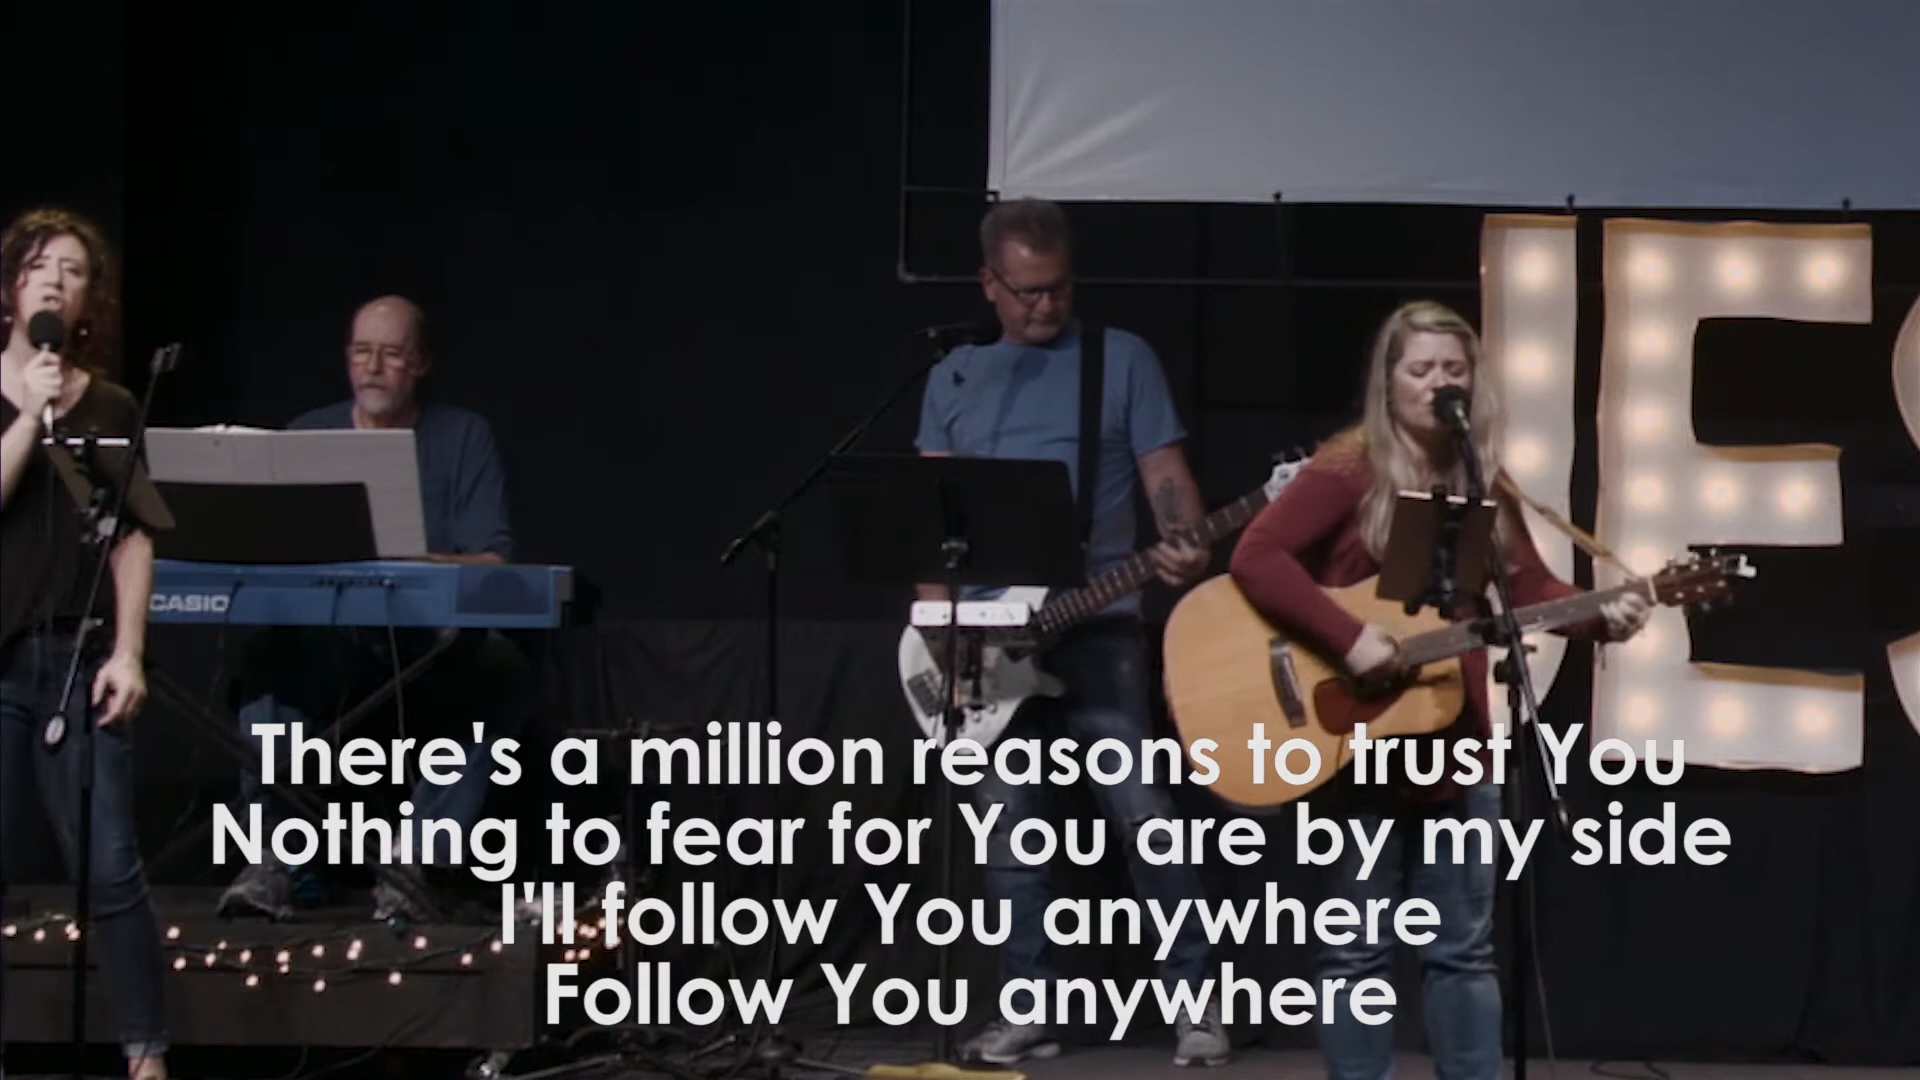 CASIO
JES
There's a million reasons to trust You
Nothing to fear for You are by my side
I'll follow You anywhere
Follow You anywhere